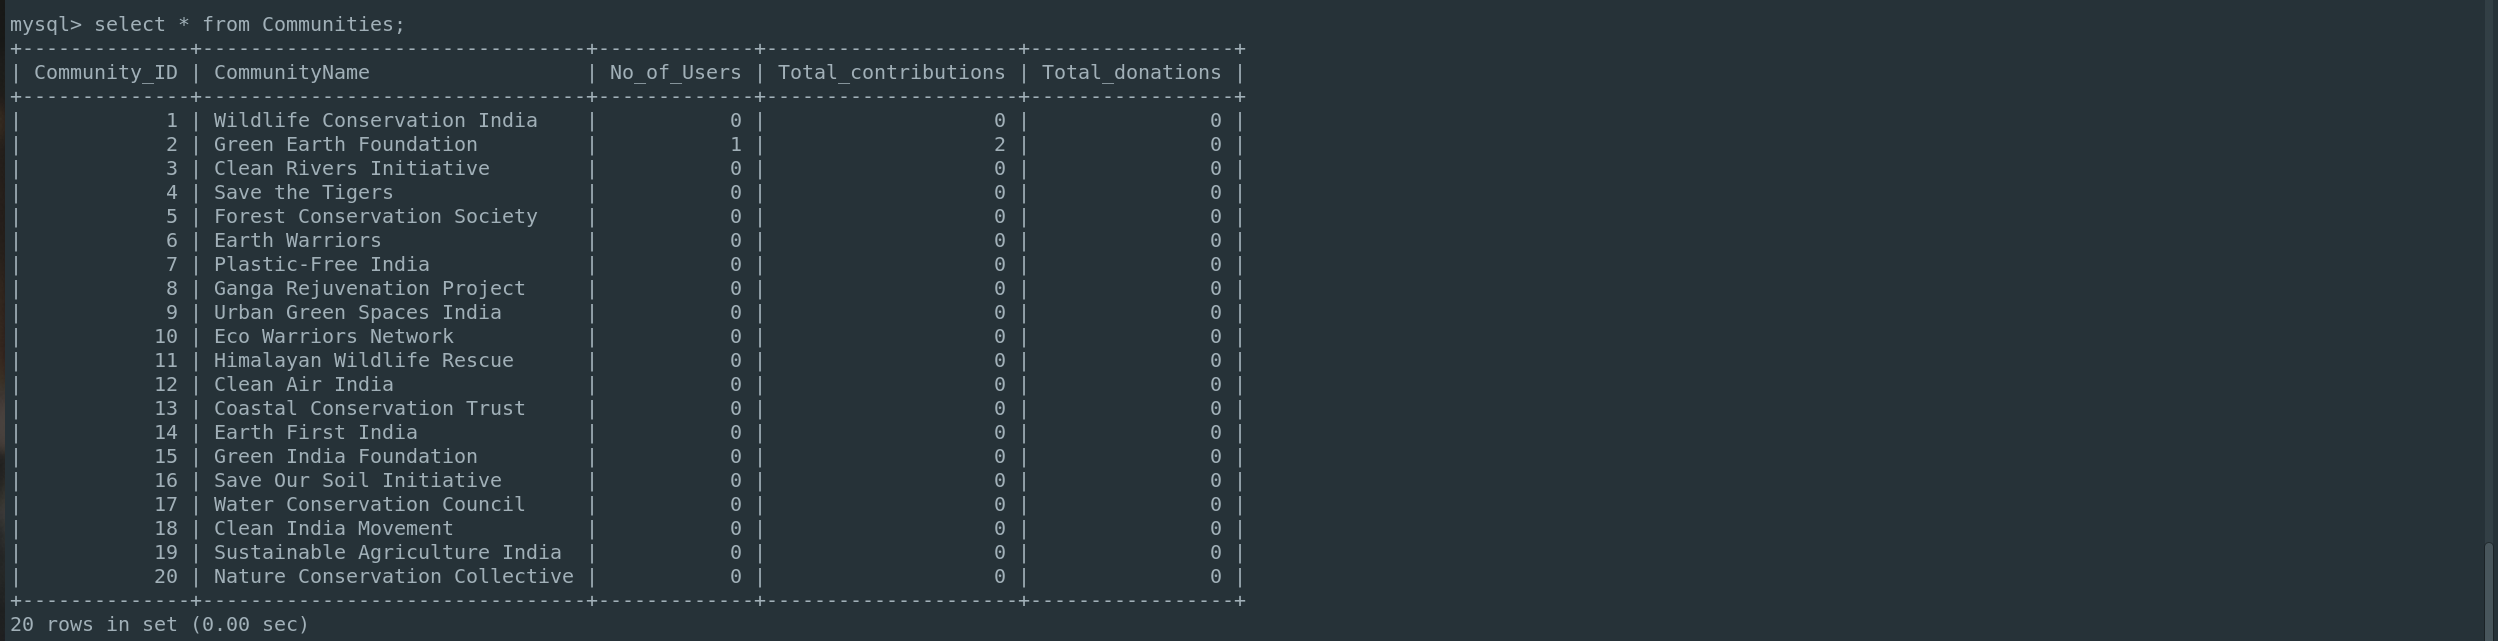 mysql> select * from Communities;
+--------------+--------------------------------+-------------+---------------------+-----------------+
| Community_ID | CommunityName                  | No_of_Users | Total_contributions | Total_donations |
+--------------+--------------------------------+-------------+---------------------+-----------------+
|            1 | Wildlife Conservation India    |           0 |                   0 |               0 |
|            2 | Green Earth Foundation         |           1 |                   2 |               0 |
|            3 | Clean Rivers Initiative        |           0 |                   0 |               0 |
|            4 | Save the Tigers                |           0 |                   0 |               0 |
|            5 | Forest Conservation Society    |           0 |                   0 |               0 |
|            6 | Earth Warriors                 |           0 |                   0 |               0 |
|            7 | Plastic-Free India             |           0 |                   0 |               0 |
|            8 | Ganga Rejuvenation Project     |           0 |                   0 |               0 |
|            9 | Urban Green Spaces India       |           0 |                   0 |               0 |
|           10 | Eco Warriors Network           |           0 |                   0 |               0 |
|           11 | Himalayan Wildlife Rescue      |           0 |                   0 |               0 |
|           12 | Clean Air India                |           0 |                   0 |               0 |
|           13 | Coastal Conservation Trust     |           0 |                   0 |               0 |
|           14 | Earth First India              |           0 |                   0 |               0 |
|           15 | Green India Foundation         |           0 |                   0 |               0 |
|           16 | Save Our Soil Initiative       |           0 |                   0 |               0 |
|           17 | Water Conservation Council     |           0 |                   0 |               0 |
|           18 | Clean India Movement           |           0 |                   0 |               0 |
|           19 | Sustainable Agriculture India  |           0 |                   0 |               0 |
|           20 | Nature Conservation Collective |           0 |                   0 |               0 |
+--------------+--------------------------------+-------------+---------------------+-----------------+
20 rows in set (0.00 sec)